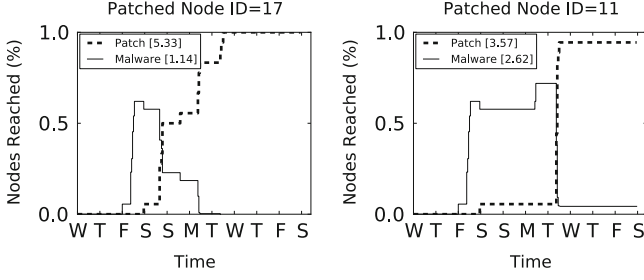 Patched Node ID=17
Nodes Reached (%)
1.0
0.5
0.0
Patch [5.33]
Malware [1.14]
W T F S S M T W T F S
Time
Patched Node ID=11
Nodes Reached (%)
1.0
0.5
0.0
Patch [3.57]
Malware [2.62]
W T F S S M T W T F S
Time